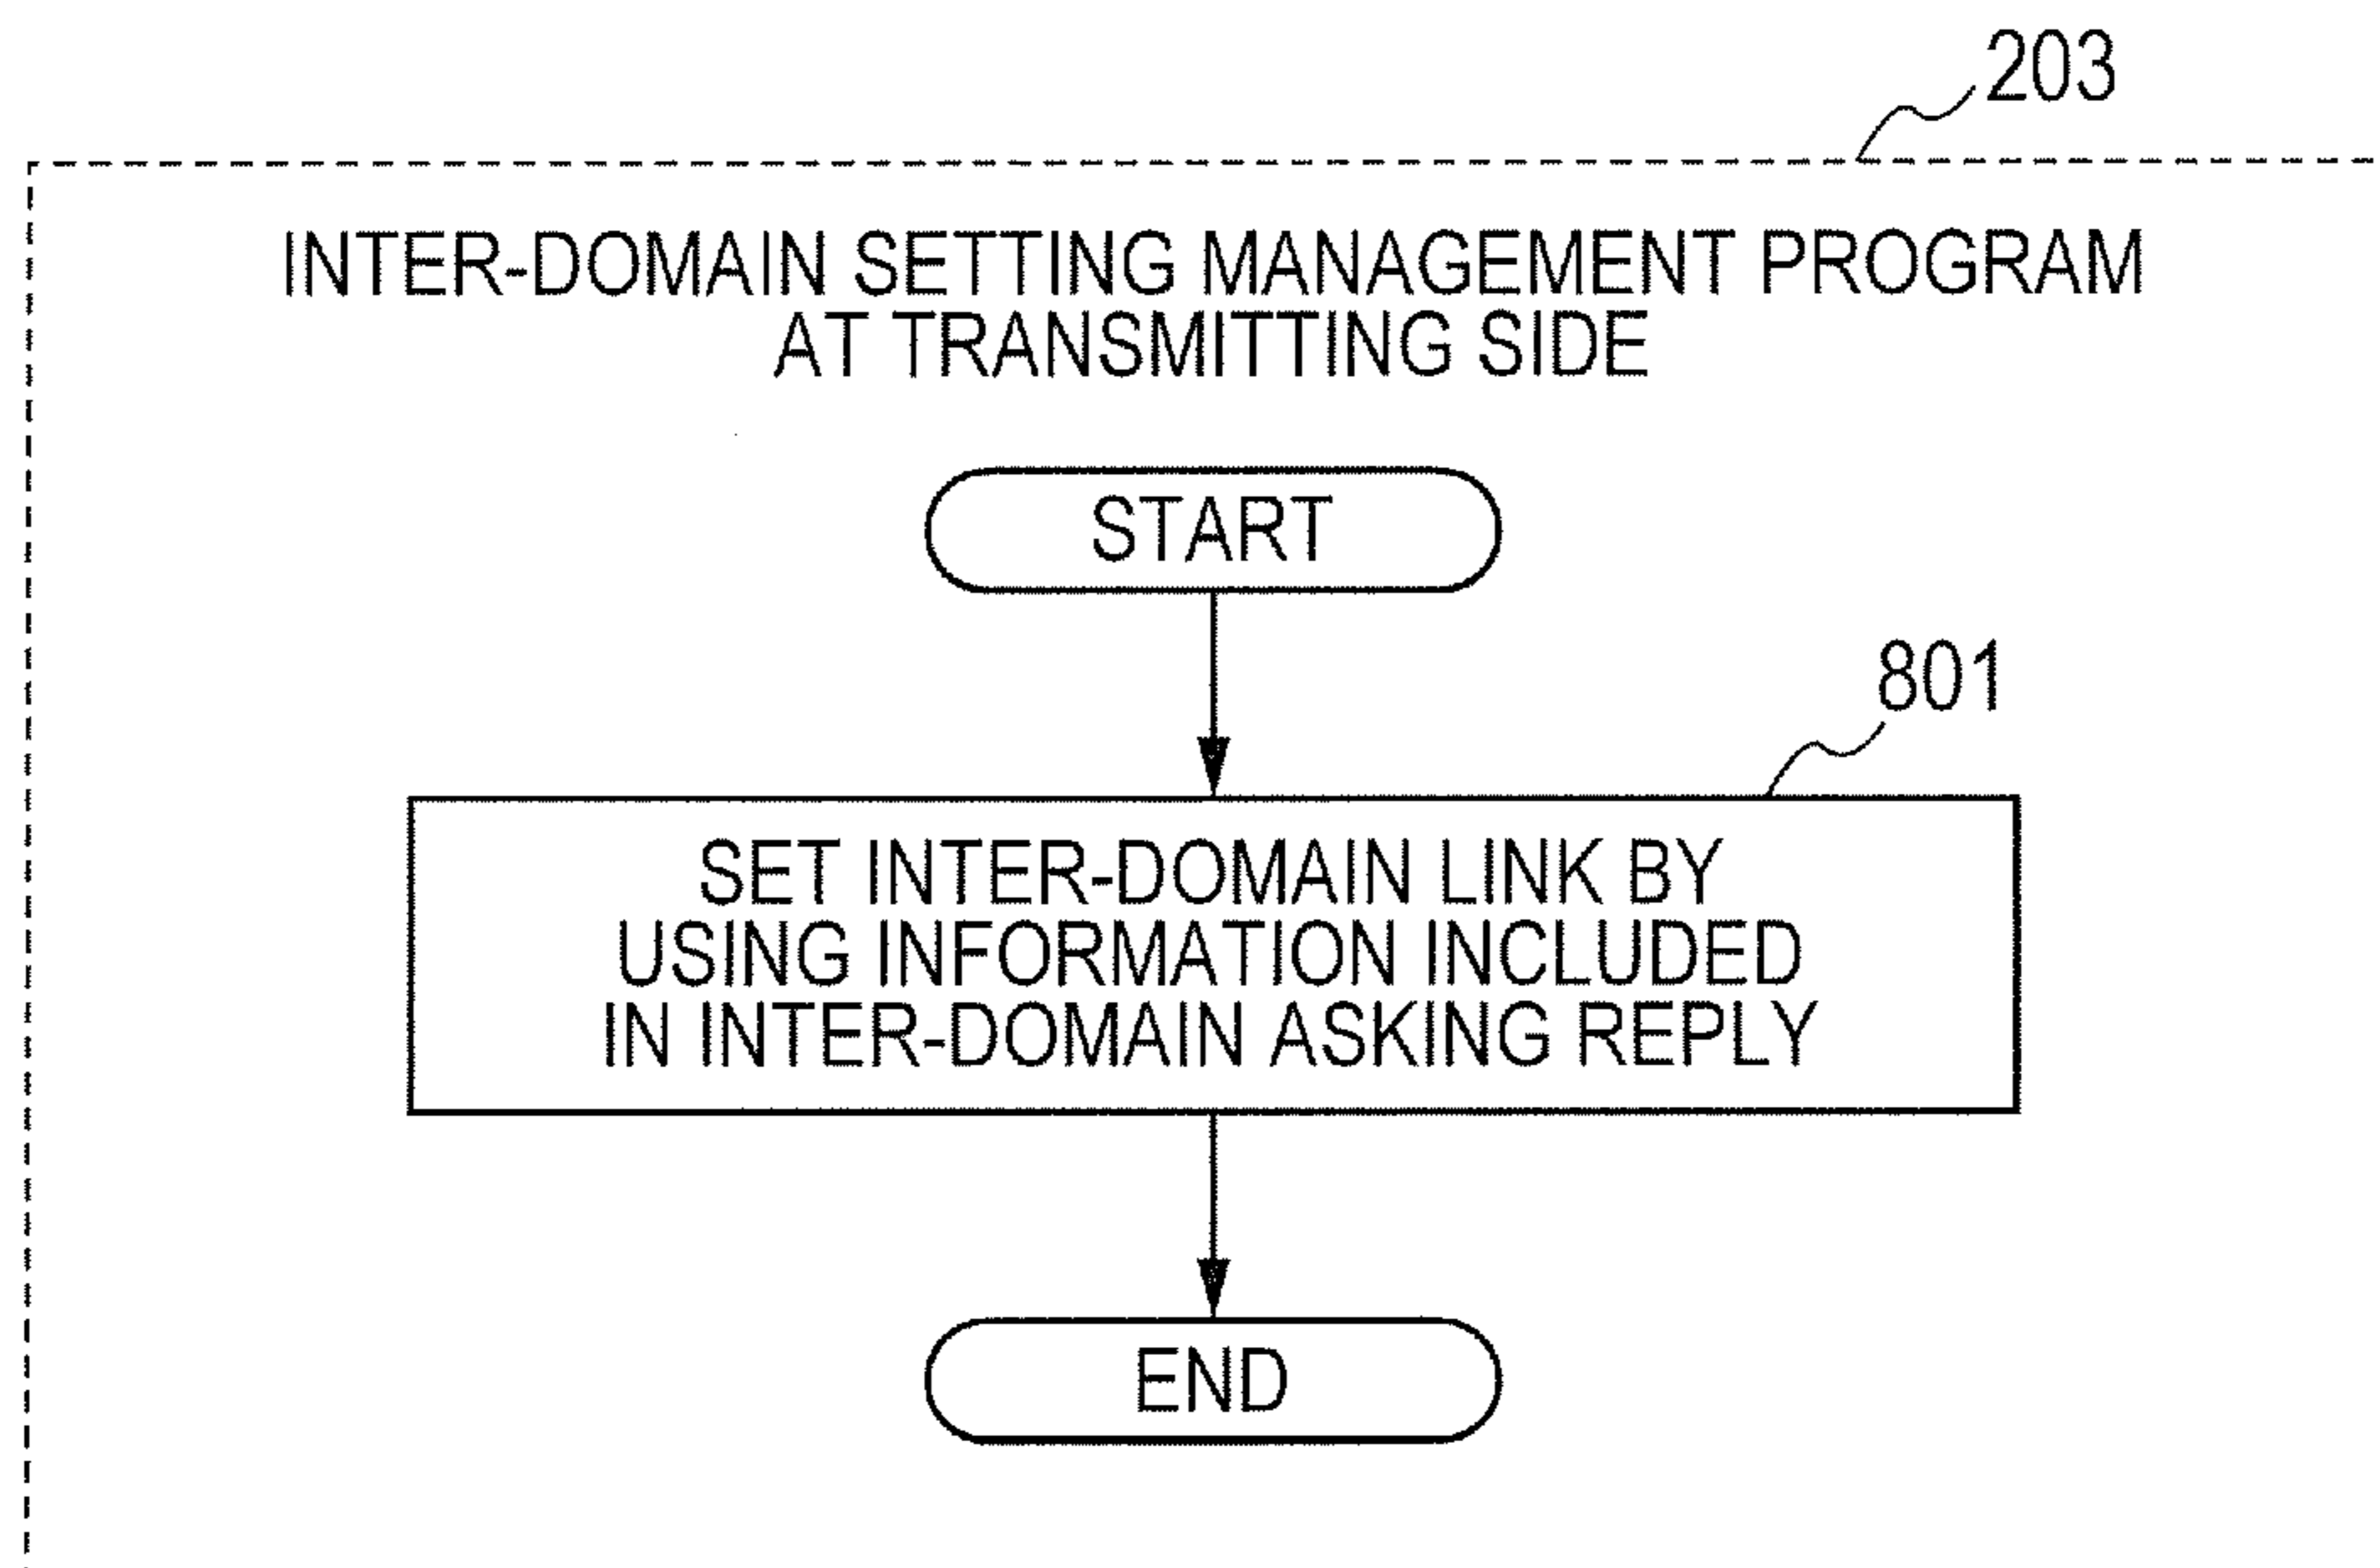 203
INTER-DOMAIN SETTING MANAGEMENT PROGRAM
AT TRANSMITTING SIDE
START
801
SET INTER-DOMAIN LINK BY
USING INFORMATION INCLUDED
IN INTER-DOMAIN ASKING REPLY
END